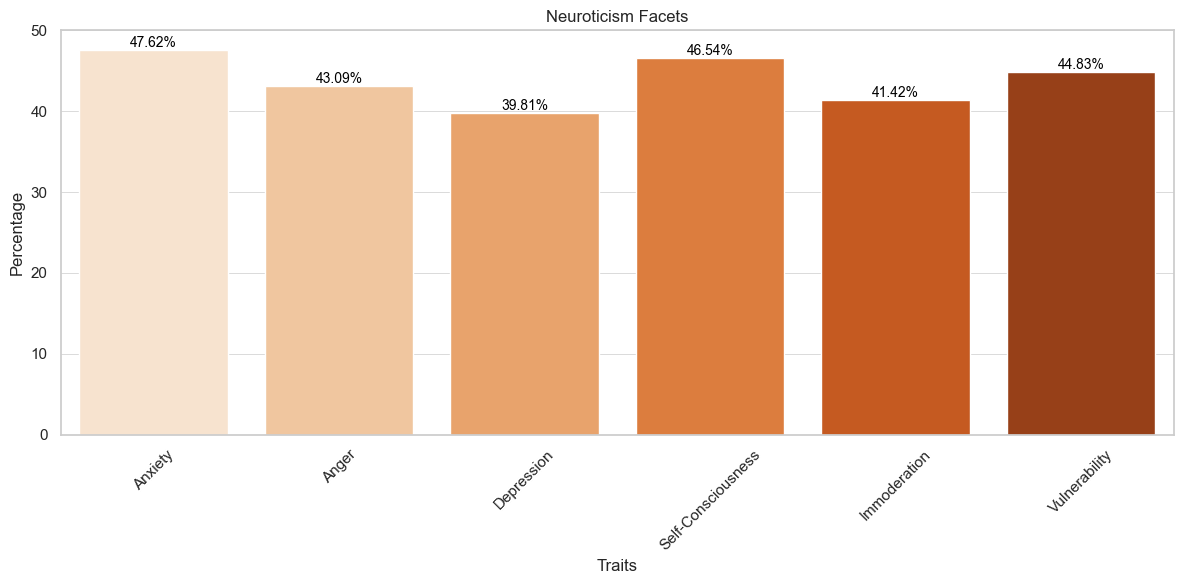 Neuroticism Facets
Percentage
50
40
30
20
10
0
47.62%
43.09%
39.81%
46.54%
41.42%
44.83%
Anxiety
Anger
Depression
Self-Consciousness
Immoderation
Vulnerability
Traits